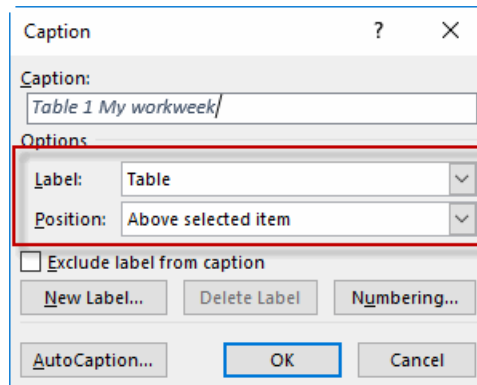 Caption ? X
Caption:
Table 1 My workweek
Options
Label: Table
Position: Above selected item
Exclude label from caption
New Label... Delete Label Numbering...
AutoCaption... OK Cancel